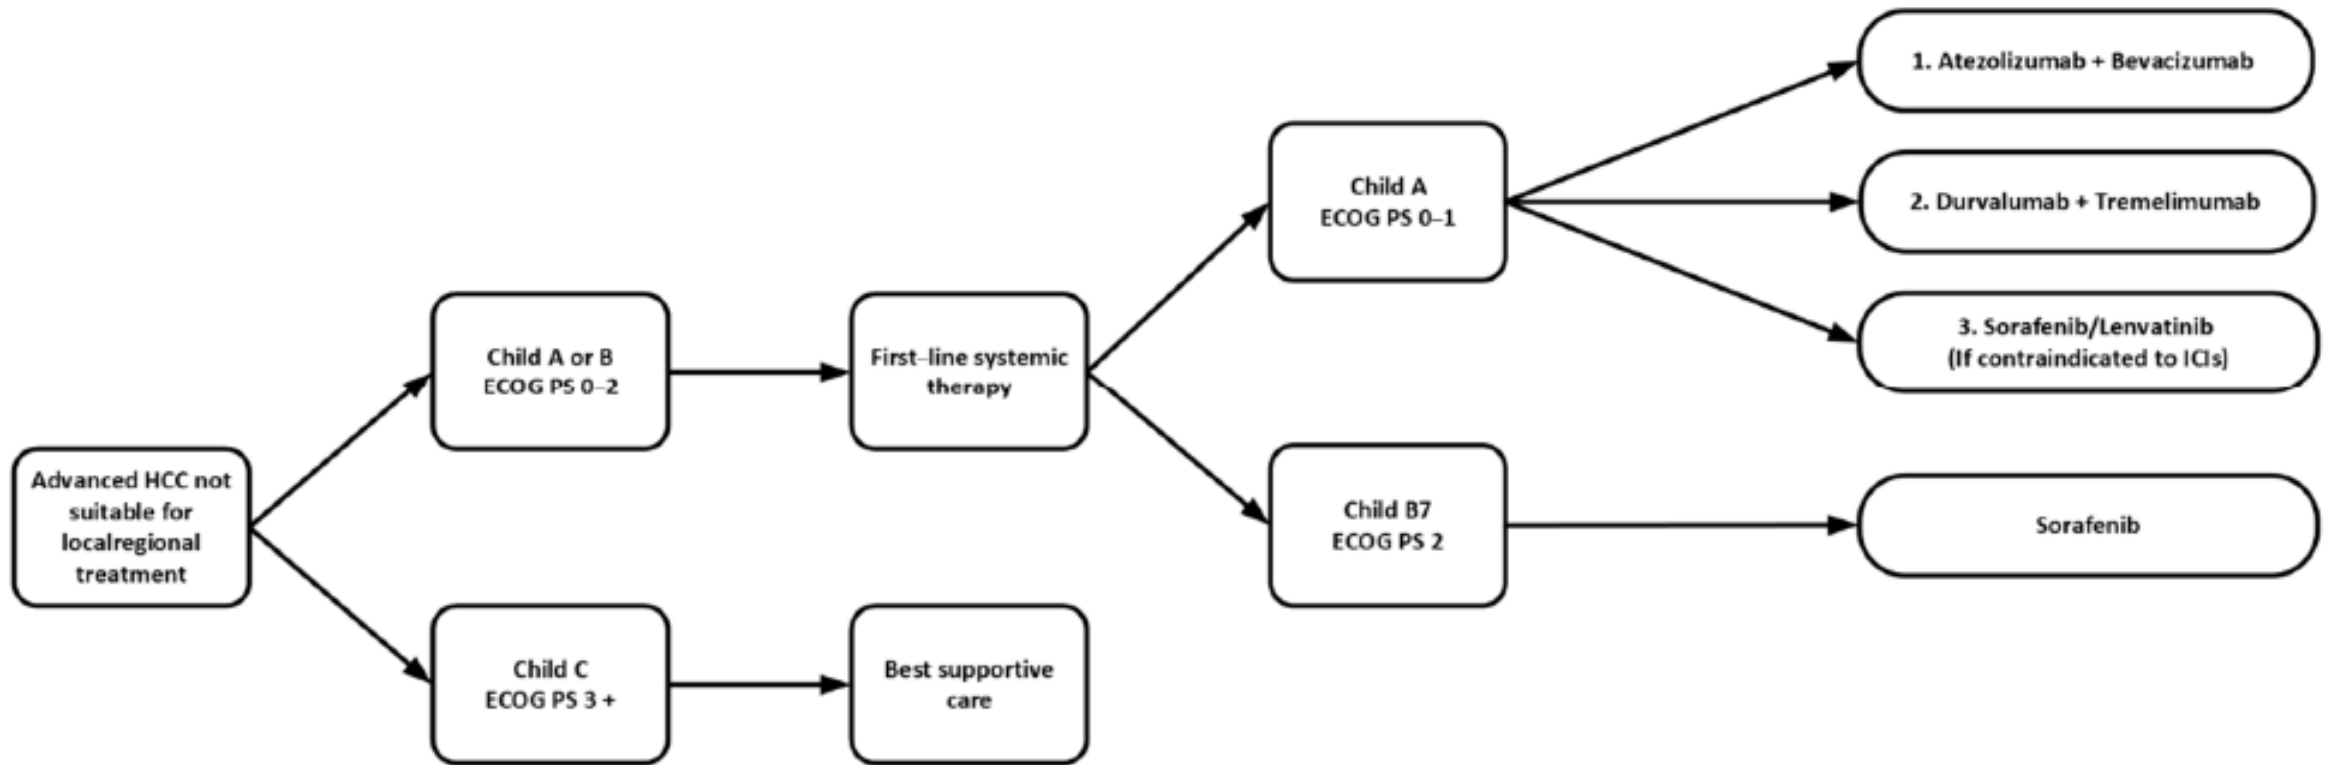 Advanced HCC not
suitable for
localregional
treatment
Child A or B
ECOG PS 0–2
First–line systemic
therapy
Child C
ECOG PS 3 +
Best supportive
care
Child A
ECOG PS 0–1
1. Atezolizumab + Bevacizumab
2. Durvalumab + Tremelimumab
3. Sorafenib/Lenvatinib
(If contraindicated to ICIs)
Child B7
ECOG PS 2
Sorafenib